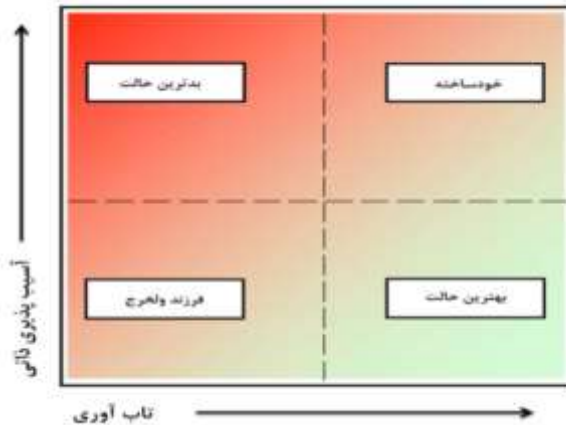 بدترین حالت
خودساخته
فرزند ولخرج
بهترین حالت
آسیب پذیری ذاتی
تاب آوری